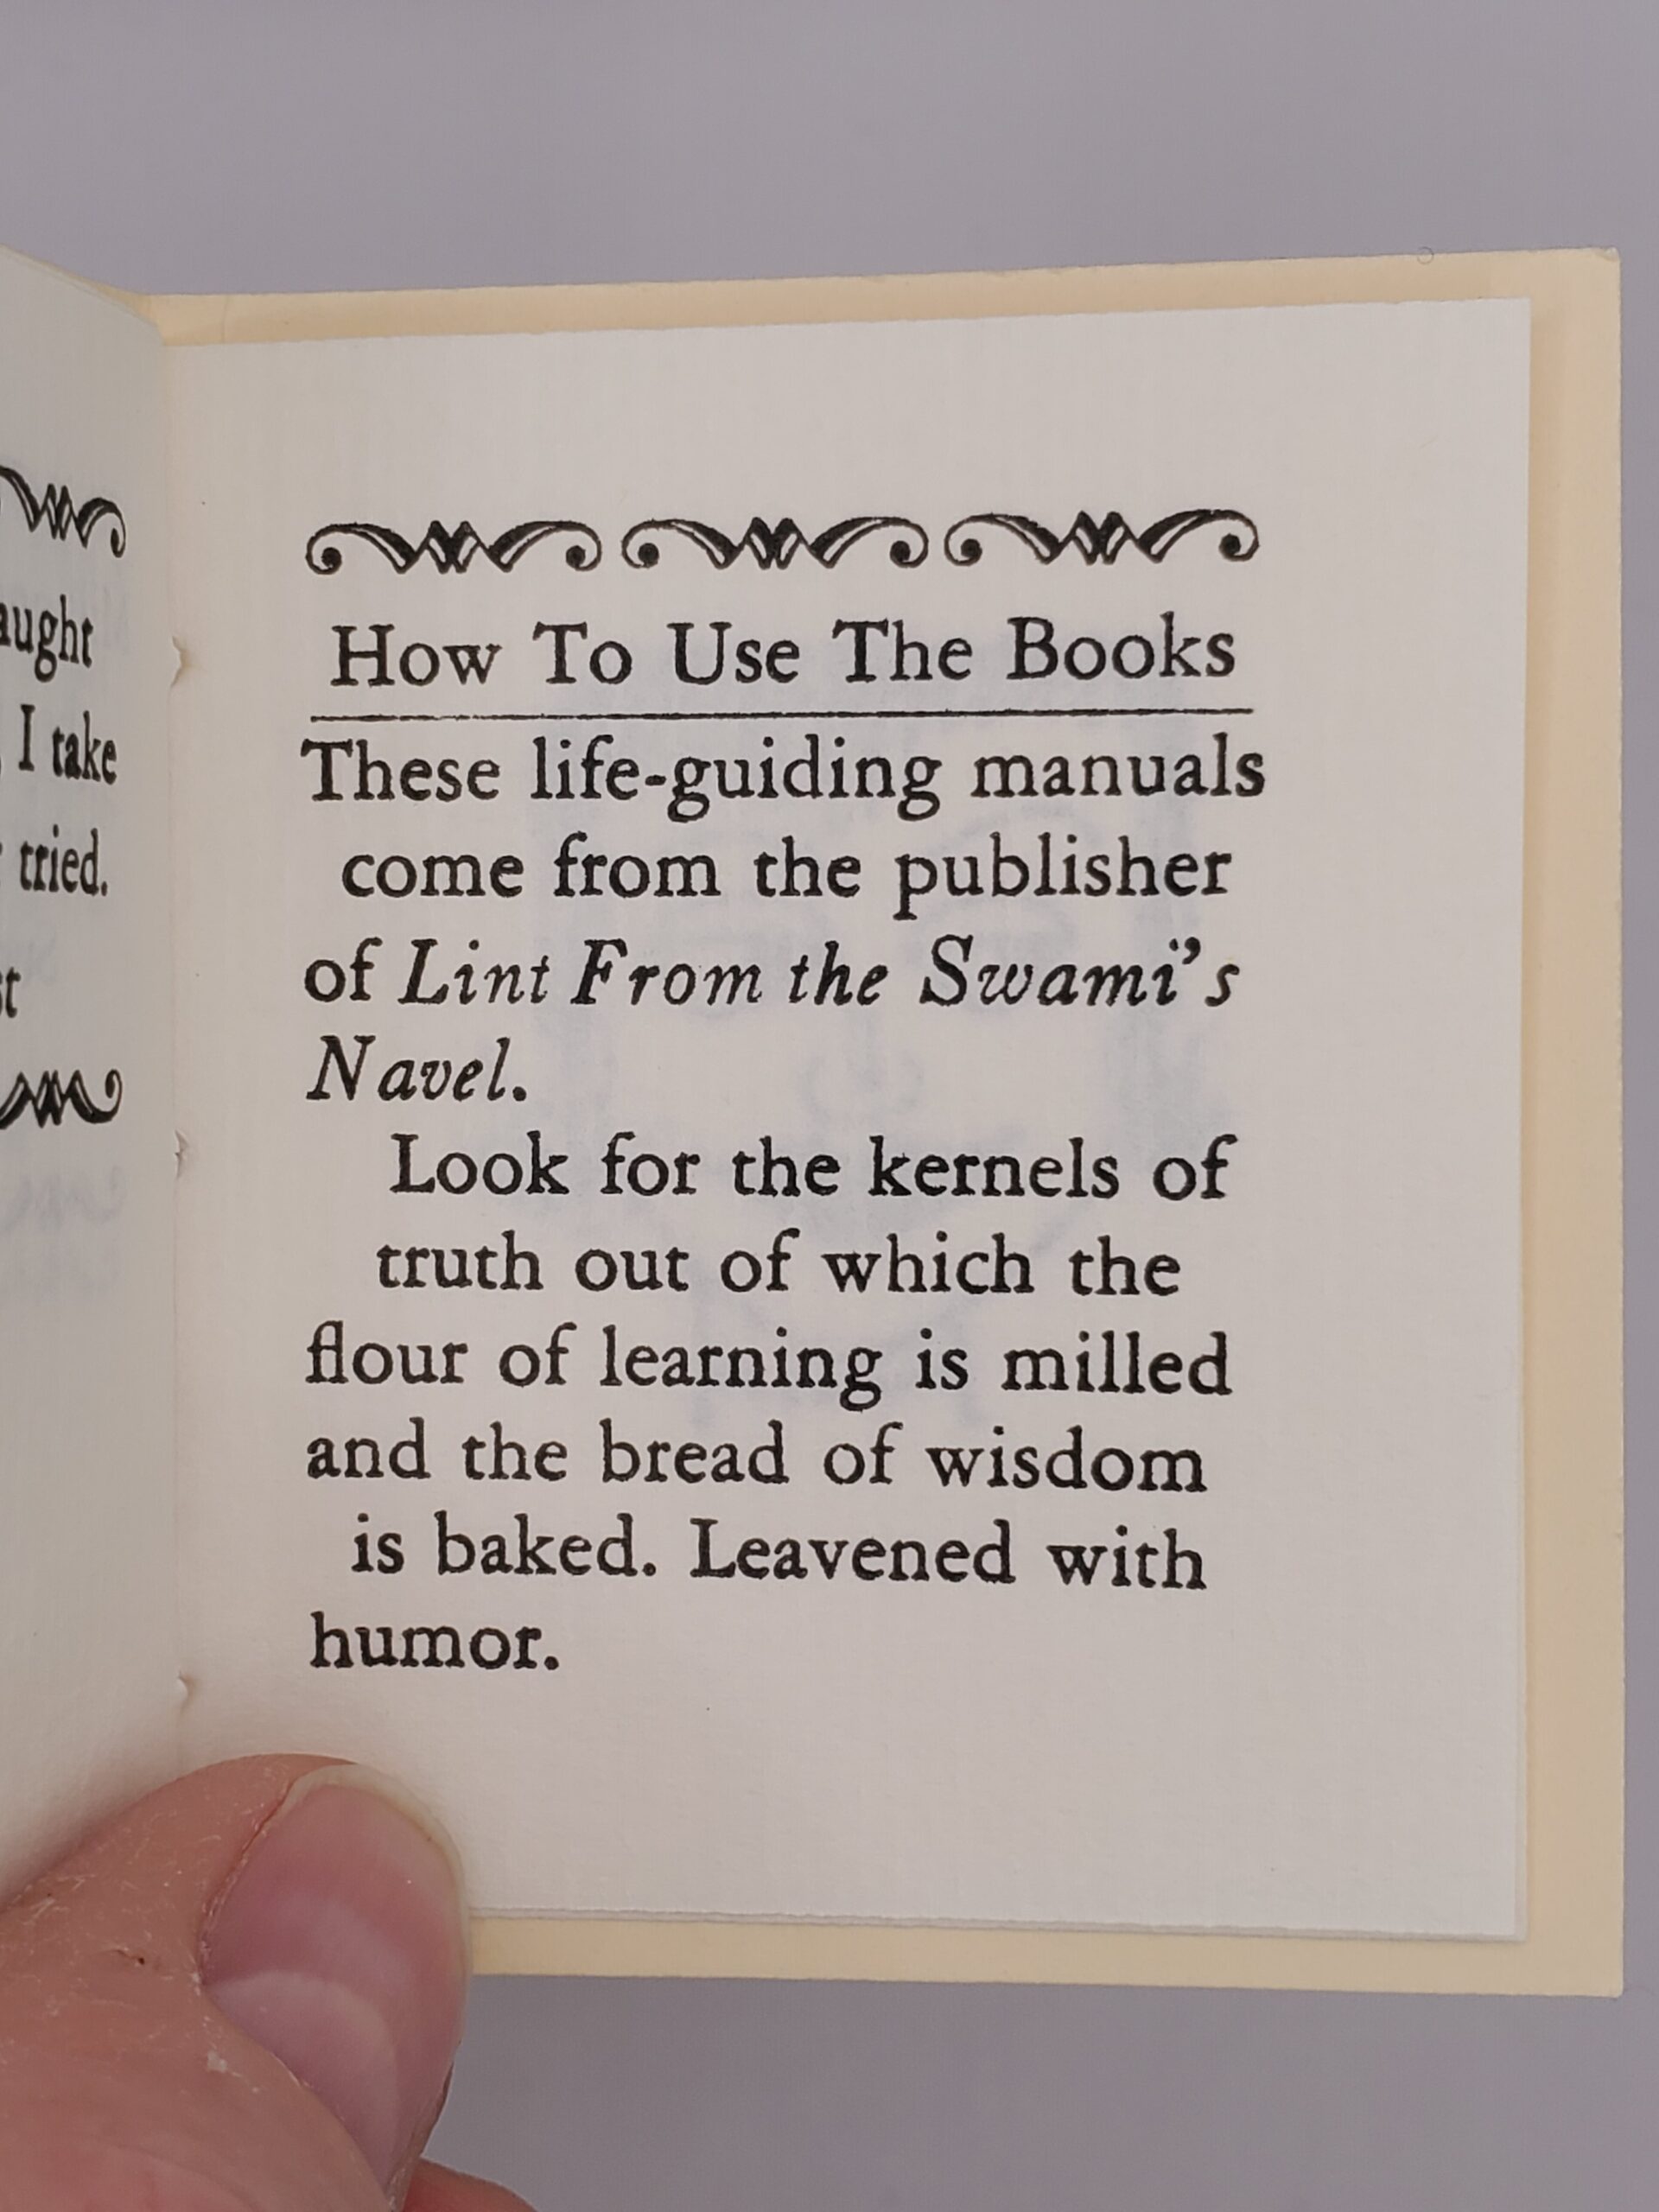 aught
I take
tried.
st
How To Use The Books
These life-guiding manuals
come from the publisher
of Lint From the Swami's
Navel.
Look for the kernels of
truth out of which the
flour of learning is milled
and the bread of wisdom
is baked. Leavened with
humor.